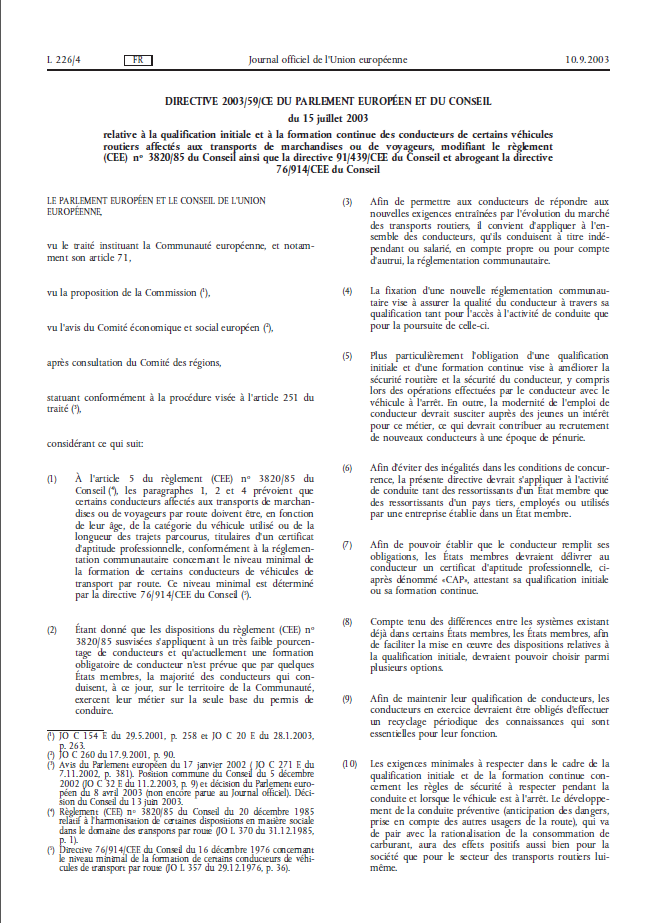 L 226/4
FR
Journal officiel de l'Union européenne
10.9.2003
DIRECTIVE 2003/59/CE DU PARLEMENT EUROPÉEN ET DU CONSEIL
du 15 juillet 2003
relative à la qualification initiale et à la formation continue des conducteurs de certains véhicules
routiers affectés aux transports de marchandises ou de voyageurs, modifiant le règlement
(CEE) nº 3820/85 du Conseil ainsi que la directive 91/439/CEE du Conseil et abrogeant la directive
76/914/CEE du Conseil
LE PARLEMENT EUROPÉEN ET LE CONSEIL DE L'UNION
EUROPÉENNE,
vu le traité instituant la Communauté européenne, et notam-
ment son article 71,
vu la proposition de la Commission (¹),
vu l'avis du Comité économique et social européen (²),
après consultation du Comité des régions,
statuant conformément à la procédure visée à l'article 251 du
traité (³),
considérant ce qui suit:
(1) À l'article 5 du règlement (CEE) nº 3820/85 du
Conseil (⁴), les paragraphes 1, 2 et 4 prévoient que
certains conducteurs affectés aux transports de marchan-
dises ou de voyageurs par route doivent être, en fonction
de leur âge, de la catégorie du véhicule utilisé ou de la
longueur des trajets parcourus, titulaires d'un certificat
d'aptitude professionnelle, conformément à la réglemen-
tation communautaire concernant le niveau minimal de
la formation de certains conducteurs de véhicules de
transport par route. Ce niveau minimal est déterminé
par la directive 76/914/CEE du Conseil (⁵).
(2) Étant donné que les dispositions du règlement (CEE) nº
3820/85 susvisées s'appliquent à un très faible pourcen-
tage de conducteurs et qu'actuellement une formation
obligatoire de conducteur n'est prévue que par quelques
États membres, la majorité des conducteurs qui con-
duisent, à ce jour, sur le territoire de la Communauté,
exercent leur métier sur la seule base du permis de
conduire.
(¹) JO C 154 E du 29.5.2001, p. 258 et JO C 20 E du 28.1.2003,
p. 263.
(²) JO C 260 du 17.9.2001, p. 90.
(³) Avis du Parlement européen du 17 janvier 2002 ( JO C 271 E du
7.11.2002, p. 381). Position commune du Conseil du 5 décembre
2002 (JO C 32 E du 11.2.2003, p. 9) et décision du Parlement euro-
péen du 8 avril 2003 (non encore parue au Journal officiel). Déci-
sion du Conseil du 13 juin 2003.
(⁴) Règlement (CEE) nº 3820/85 du Conseil du 20 décembre 1985
relatif à l'harmonisation de certaines dispositions en matière sociale
dans le domaine des transports par route (JO L 370 du 31.12.1985,
p. 1).
(⁵) Directive 76/914/CEE du Conseil du 16 décembre 1976 concernant
le niveau minimal de la formation de certains conducteurs de véhi-
cules de transport par route (JO L 357 du 29.12.1976, p. 36).
(3) Afin de permettre aux conducteurs de répondre aux
nouvelles exigences entraînées par l'évolution du marché
des transports routiers, il convient d'appliquer à l'en-
semble des conducteurs, qu'ils conduisent à titre indé-
pendant ou salarié, en compte propre ou pour compte
d'autrui, la réglementation communautaire.
(4) La fixation d'une nouvelle réglementation communau-
taire vise à assurer la qualité du conducteur à travers sa
qualification tant pour l'accès à l'activité de conduite que
pour la poursuite de celle-ci.
(5) Plus particulièrement l'obligation d'une qualification
initiale et d'une formation continue vise à améliorer la
sécurité routière et la sécurité du conducteur, y compris
lors des opérations effectuées par le conducteur avec le
véhicule à l'arrêt. En outre, la modernité de l'emploi de
conducteur devrait susciter auprès des jeunes un intérêt
pour ce métier, ce qui devrait contribuer au recrutement
de nouveaux conducteurs à une époque de pénurie.
(6) Afin d'éviter des inégalités dans les conditions de concur-
rence, la présente directive devrait s'appliquer à l'activité
de conduite tant des ressortissants d'un État membre que
des ressortissants d'un pays tiers, employés ou utilisés
par une entreprise établie dans un État membre.
(7) Afin de pouvoir établir que le conducteur remplit ses
obligations, les États membres devraient délivrer au
conducteur un certificat d'aptitude professionnelle, ci-
après dénommé «CAP», attestant sa qualification initiale
ou sa formation continue.
(8) Compte tenu des différences entre les systèmes existant
déjà dans certains États membres, les États membres, afin
de faciliter la mise en œuvre des dispositions relatives à
la qualification initiale, devraient pouvoir choisir parmi
plusieurs options.
(9) Afin de maintenir leur qualification de conducteurs, les
conducteurs en exercice devraient être obligés d'effectuer
un recyclage périodique des connaissances qui sont
essentielles pour leur fonction.
(10) Les exigences minimales à respecter dans le cadre de la
qualification initiale et de la formation continue con-
cernent les règles de sécurité à respecter pendant la
conduite et lorsque le véhicule est à l'arrêt. Le développe-
ment de la conduite préventive (anticipation des dangers,
prise en compte des autres usagers de la route), qui va
de pair avec la rationalisation de la consommation de
carburant, aura des effets positifs aussi bien pour la
société que pour le secteur des transports routiers lui-
même.